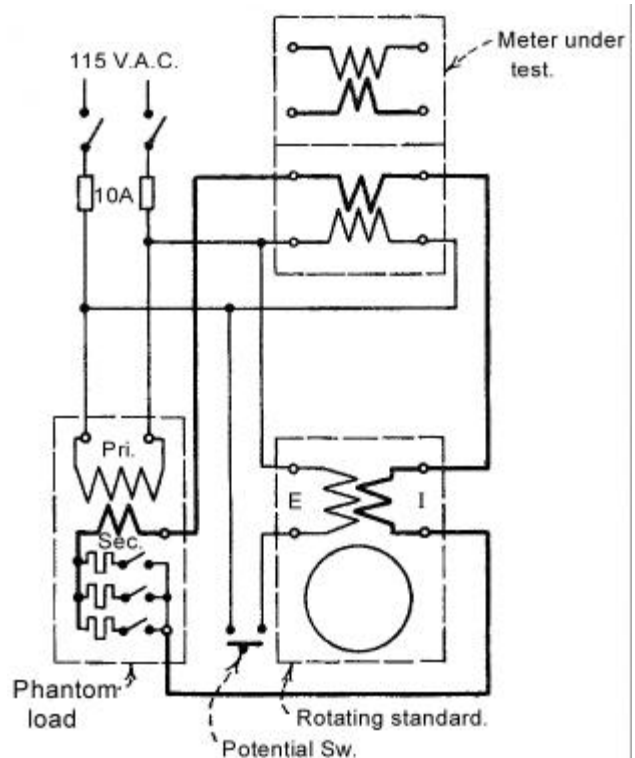 115 V.A.C.
Meter under
test.
10A
Pri.
E
I
Sec.
Phantom
load
Rotating standard.
Potential Sw.